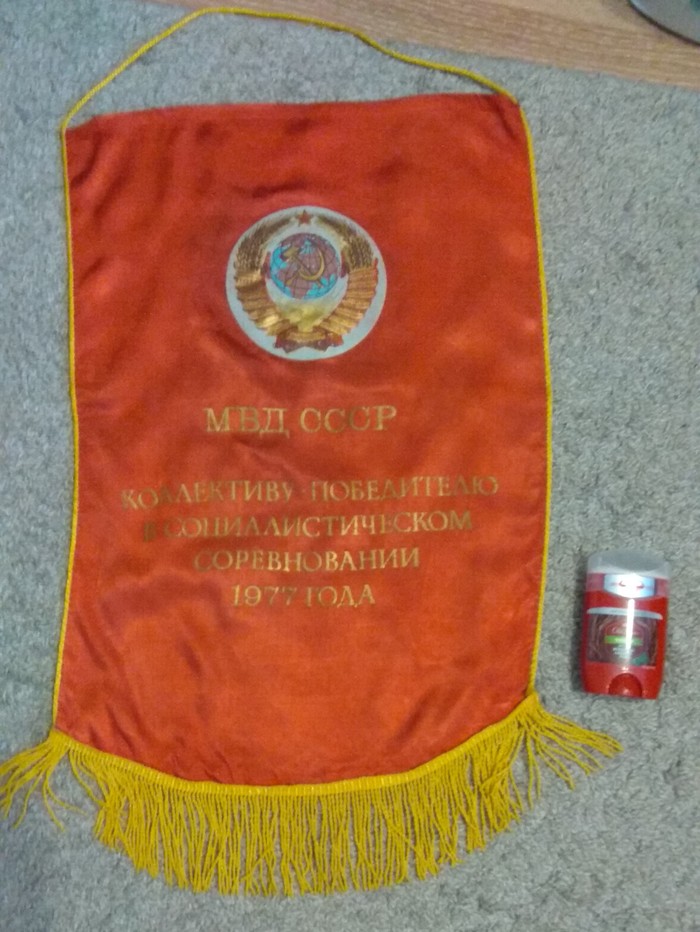 МВД СССР
КОЛЛЕКТИВУ-ПОБЕДИТЕЛЮ
В СОЦИАЛИСТИЧЕСКОМ
СОРЕВНОВАНИИ
1977 ГОДА